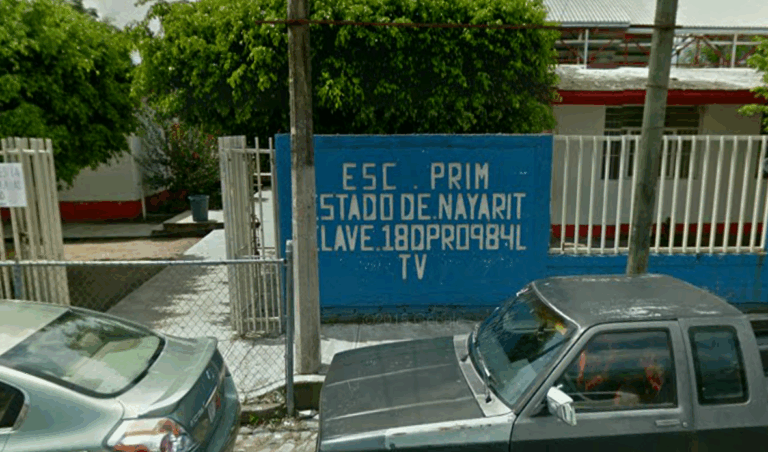 ESC . PRIM
ESTADO DE NAYARIT
CLAVE.18DPR0984L
TV